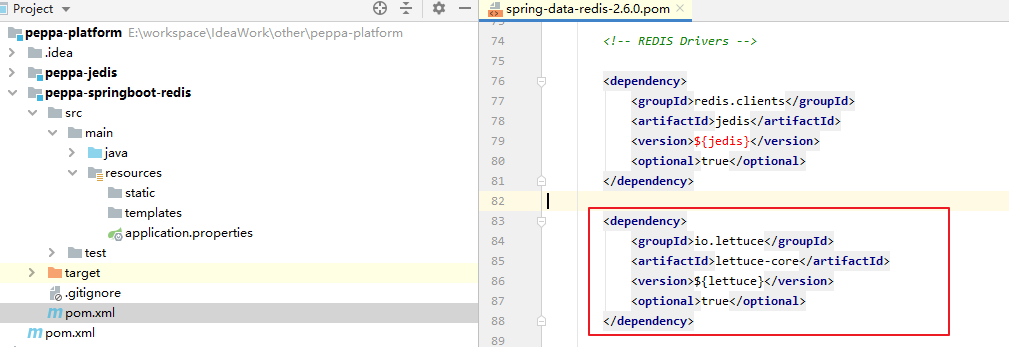 Project
peppa-platform E:\workspace\IdeaWork\other\peppa-platform
.idea
peppa-jedis
peppa-springboot-redis
src
main
java
resources
static
templates
application.properties
test
target
.gitignore
pom.xml
pom.xml
spring-data-redis-2.6.0.pom
74 <!-- REDIS Drivers -->
75
76 <dependency>
77 <groupId>redis.clients</groupId>
78 <artifactId>jedis</artifactId>
79 <version>${jedis}</version>
80 <optional>true</optional>
81 </dependency>
82
83 <dependency>
84 <groupId>io.lettuce</groupId>
85 <artifactId>lettuce-core</artifactId>
86 <version>${lettuce}</version>
87 <optional>true</optional>
88 </dependency>
89